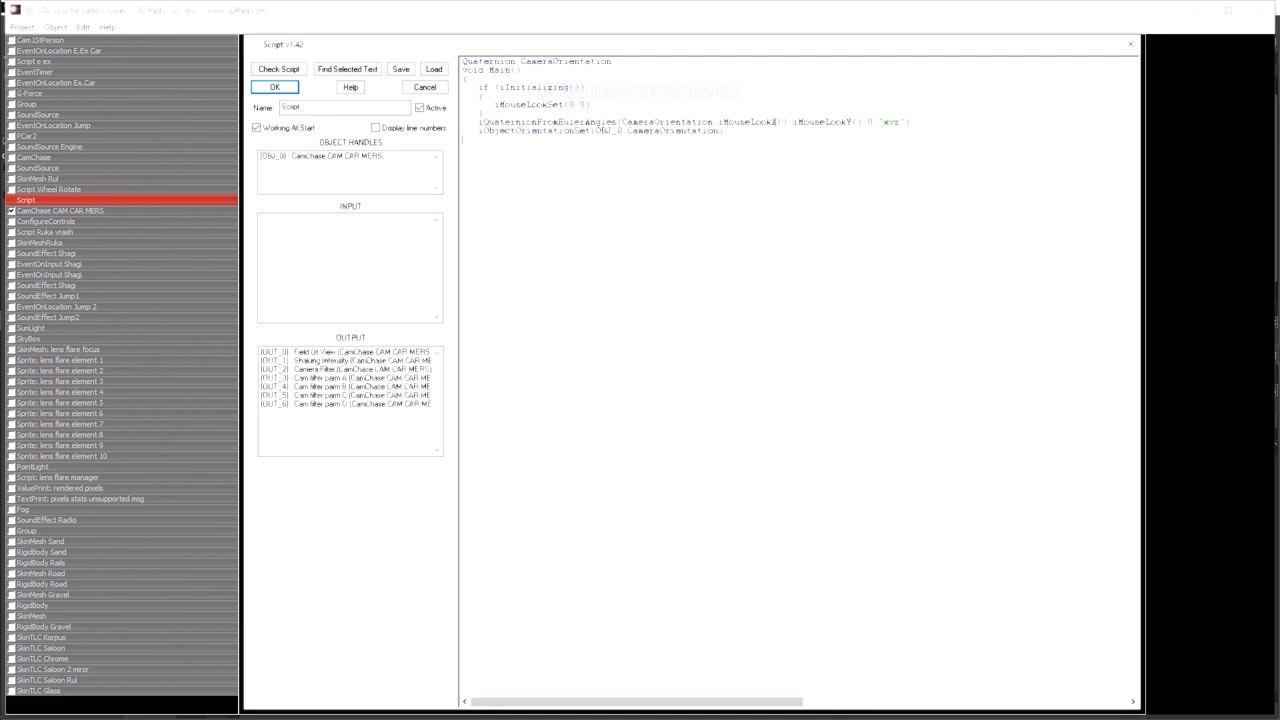 Project Object Edit Help
Cam1StPerson
EventOnLocation E.Ex Car
Script e ex
EventTimer
EventOnLocation Ex.Car
G-Force
Group
SoundSource
EventOnLocation Jump
PCar2
SoundSource Engine
CamChase
SoundSource
SkinMesh Rul
Script Wheel Rotate
Script
CamChase CAM CAR MERS
ConfigureControls
Script Ruka vrash
SkinMeshRuka
SoundEffect Shagi
EventOnInput Shagi
EventOnInput Shagi
SoundEffect Shagi
SoundEffect Jump1
EventOnLocation Jump 2
SoundEffect Jump2
SunLight
SkyBox
SkinMesh: lens flare focus
Sprite: lens flare element 1
Sprite: lens flare element 2
Sprite: lens flare element 3
Sprite: lens flare element 4
Sprite: lens flare element 5
Sprite: lens flare element 6
Sprite: lens flare element 7
Sprite: lens flare element 8
Sprite: lens flare element 9
Sprite: lens flare element 10
PointLight
Script: lens flare manager
ValuePrint: rendered pixels
TextPrint: pixels stats unsupported msg
Fog
SoundEffect Radio
Group
SkinMesh Sand
RigidBody Sand
RigidBody Rails
SkinMesh Road
RigidBody Road
SkinMesh Gravel
RigidBody
SkinMesh
RigidBody Gravel
SkinTLC Korpus
SkinTLC Saloon
SkinTLC Chrome
SkinTLC Saloon 2 miror
SkinTLC Saloon Rul
SkinTLC Glass
Script v1.42
Check Script Find Selected Text Save Load
OK Help Cancel
Name: Script Active
Working At Start Display line numbers
OBJECT HANDLES
(OBJ_0) CamChase CAM CAR MERS
INPUT
OUTPUT
(OUT_0) Field Of View (CamChase CAM CAR MERS
(OUT_1) Shaking Intensity (CamChase CAM CAR ME
(OUT_2) Camera Filter (CamChase CAM CAR MERS)
(OUT_3) Cam filter parm A (CamChase CAM CAR ME
(OUT_4) Cam filter parm B (CamChase CAM CAR ME
(OUT_5) Cam filter parm C (CamChase CAM CAR ME
(OUT_6) Cam filter parm D (CamChase CAM CAR ME
Quaternion CameraOrientation
void Main()
{
if (iInitializing())
{
iMouseLookSet(0 0)
}
iQuaternionFromEulerAngles(CameraOrientation iMouseLookX() iMouseLookY() 0 "xyz")
iObjectOrientationSet(OBJ_0 CameraOrientation)